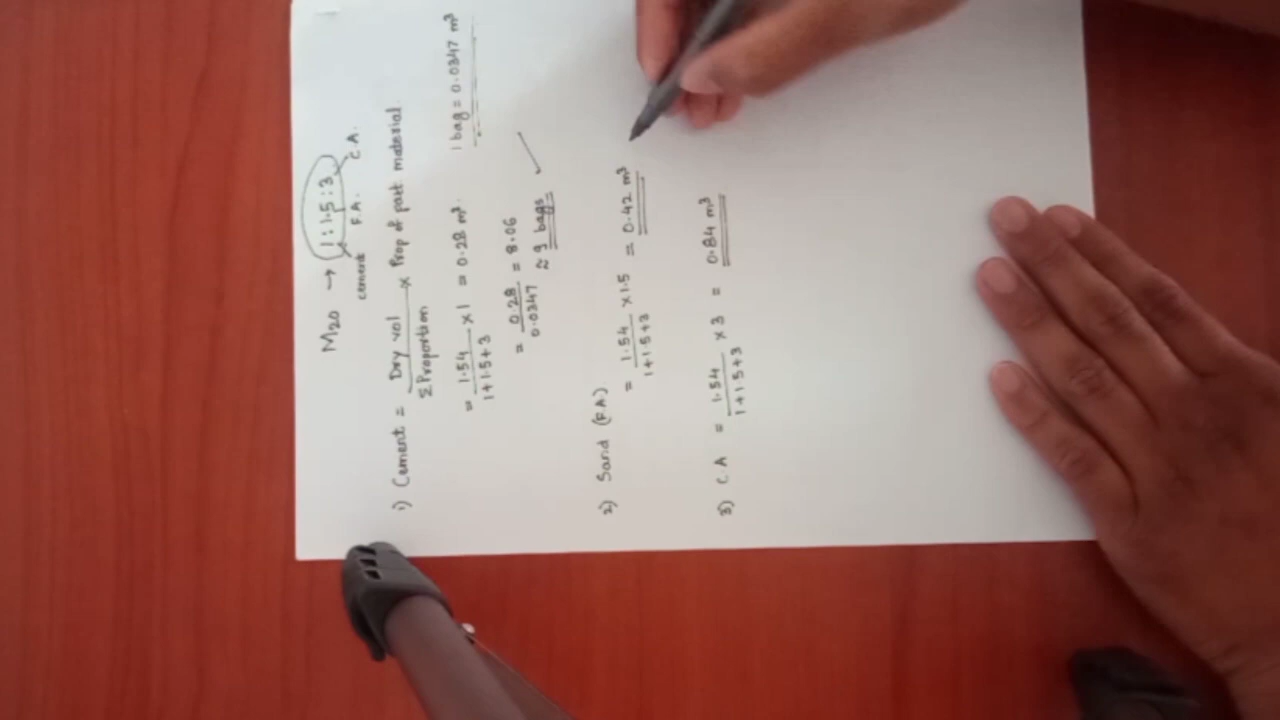 M20 → 1 : 1.5 : 3
cement F.A. C.A.
1) Cement = Dry vol / Σ Proportion × Prop of part material
= 1.54 / 1+1.5+3 × 1 = 0.28 m³. 1 bag = 0.0347 m³
= 0.28 / 0.0347 = 8.06
≈ 9 bags
2) Sand (F.A)
= 1.54 / 1+1.5+3 × 1.5 = 0.42 m³
3) C A = 1.54 / 1+1.5+3 × 3 = 0.84 m³